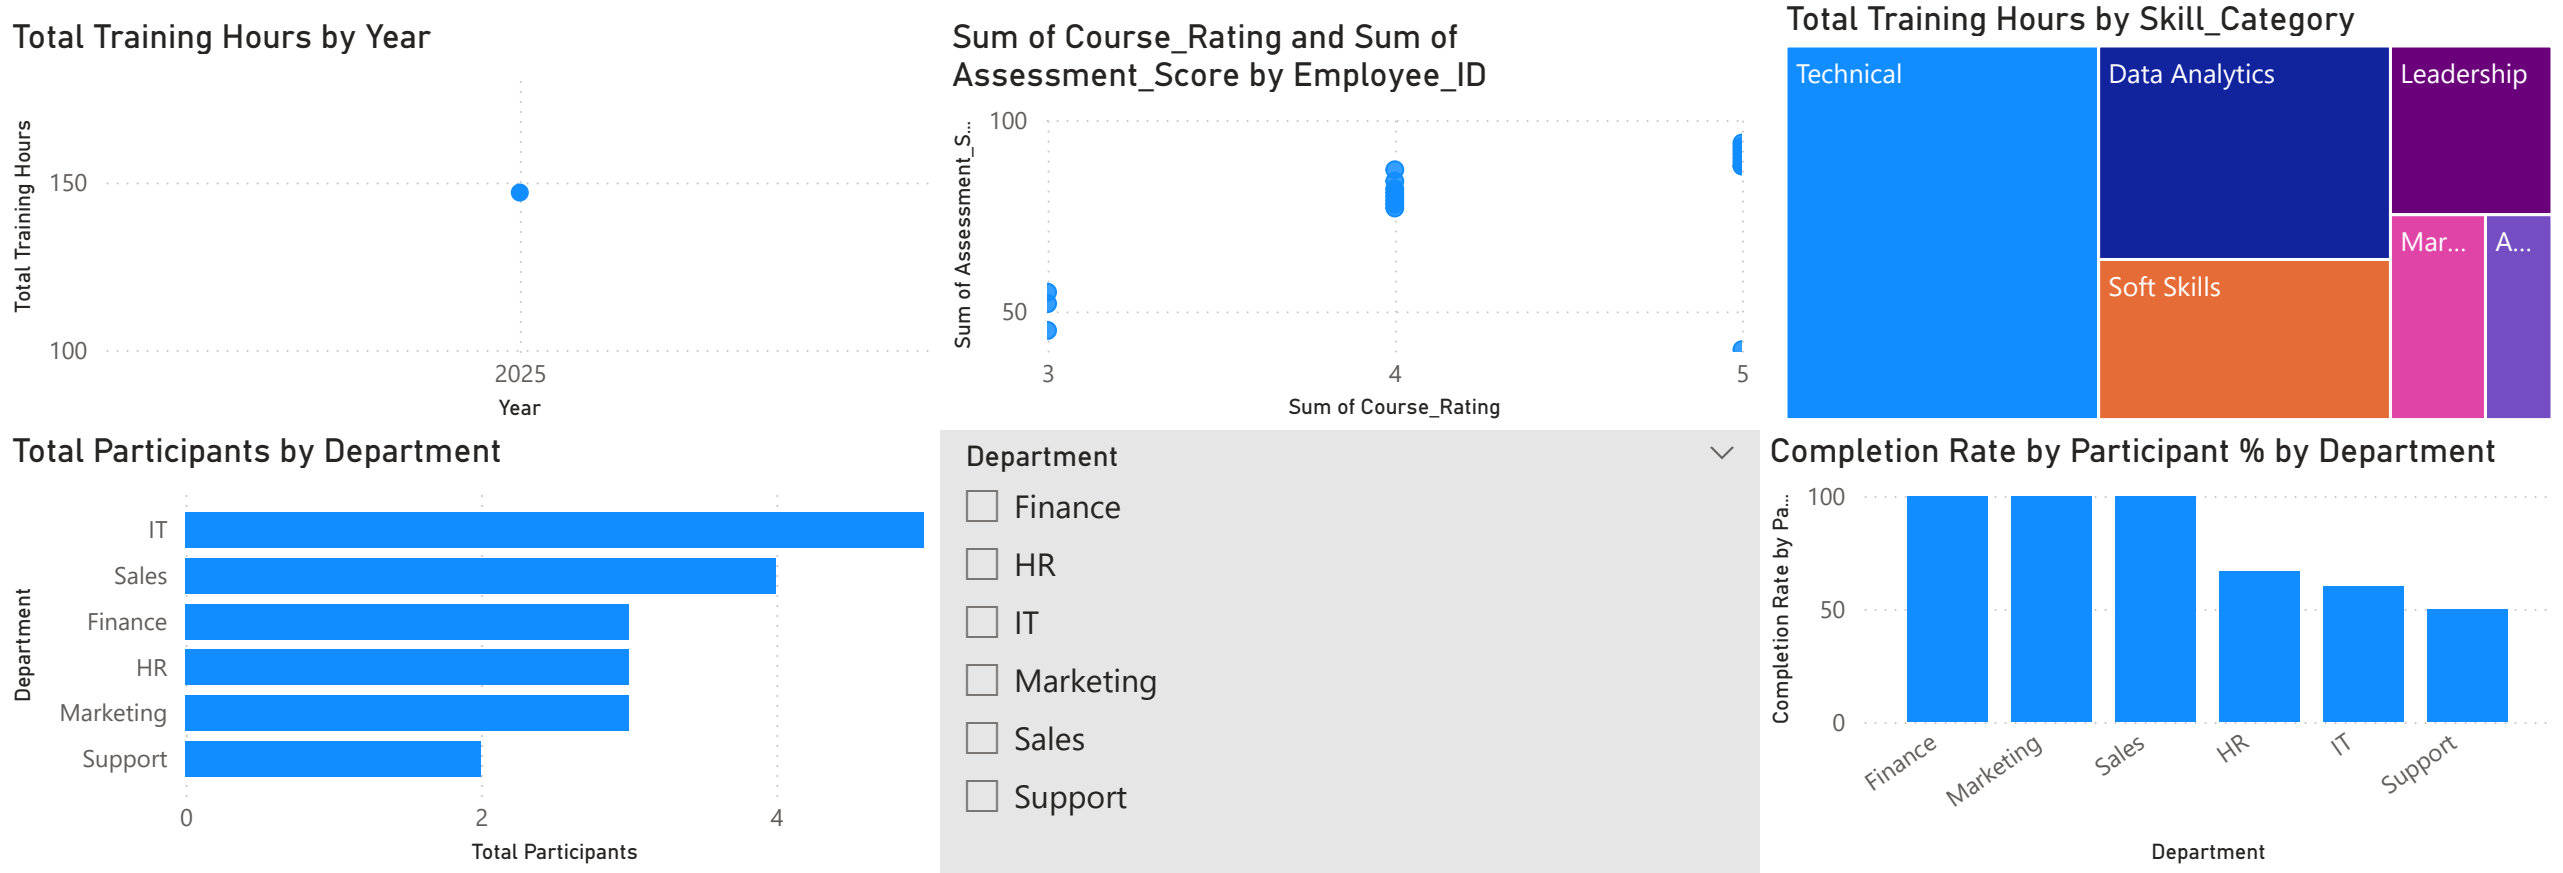 Total Training Hours by Year
Total Training Hours
150
100
2025
Year
Sum of Course_Rating and Sum of
Assessment_Score by Employee_ID
Sum of Assessment_S...
100
50
3 4 5
Sum of Course_Rating
Total Training Hours by Skill_Category
Technical
Data Analytics
Leadership
Soft Skills
Mar...
A...
Total Participants by Department
Department
IT
Sales
Finance
HR
Marketing
Support
0 2 4
Total Participants
Department
Finance
HR
IT
Marketing
Sales
Support
Completion Rate by Participant % by Department
Completion Rate by Pa...
100
50
0
Finance Marketing Sales HR IT Support
Department